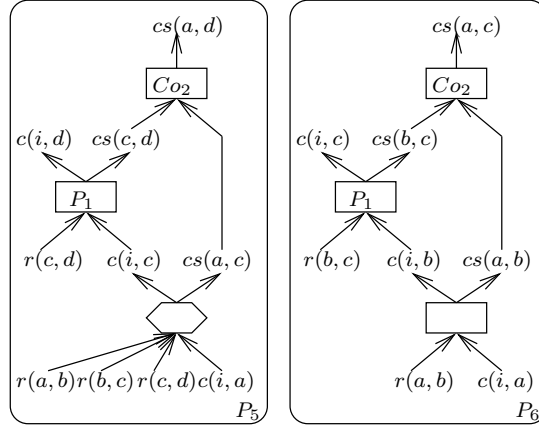 cs(a, d)
Co₂
c(i, d) cs(c, d)
P₁
r(c, d) c(i, c) cs(a, c)
r(a, b) r(b, c) r(c, d) c(i, a)
P₅
cs(a, c)
Co₂
c(i, c) cs(b, c)
P₁
r(b, c) c(i, b) cs(a, b)
r(a, b) c(i, a)
P₆